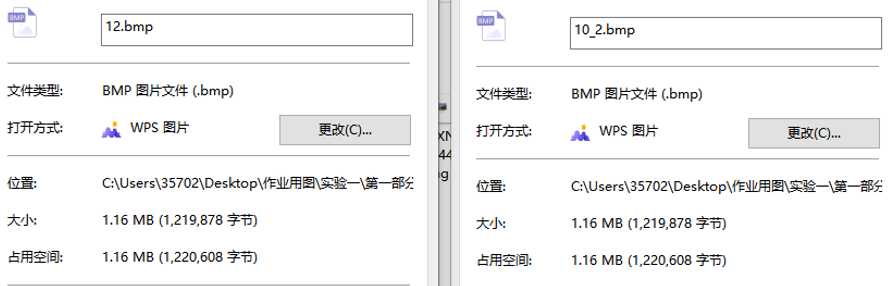 BMP
12.bmp
文件类型:
BMP 图片文件 (.bmp)
打开方式:
WPS 图片
更改(C)...
位置:
C:\Users\35702\Desktop\作业用图\实验一\第一部分
大小:
1.16 MB (1,219,878 字节)
占用空间:
1.16 MB (1,220,608 字节)
XN
44
ng
BMP
10_2.bmp
文件类型:
BMP 图片文件 (.bmp)
打开方式:
WPS 图片
更改(C)...
位置:
C:\Users\35702\Desktop\作业用图\实验一\第一部分
大小:
1.16 MB (1,219,878 字节)
占用空间:
1.16 MB (1,220,608 字节)